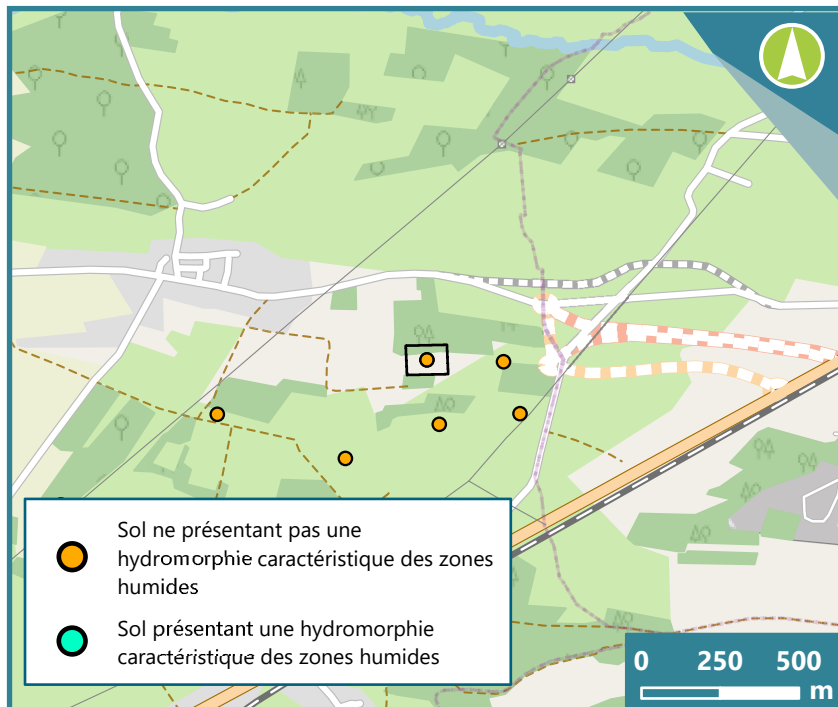 Sol ne présentant pas une
hydromorphie caractéristique des zones
humides
Sol présentant une hydromorphie
caractéristique des zones humides
0 250 500
m